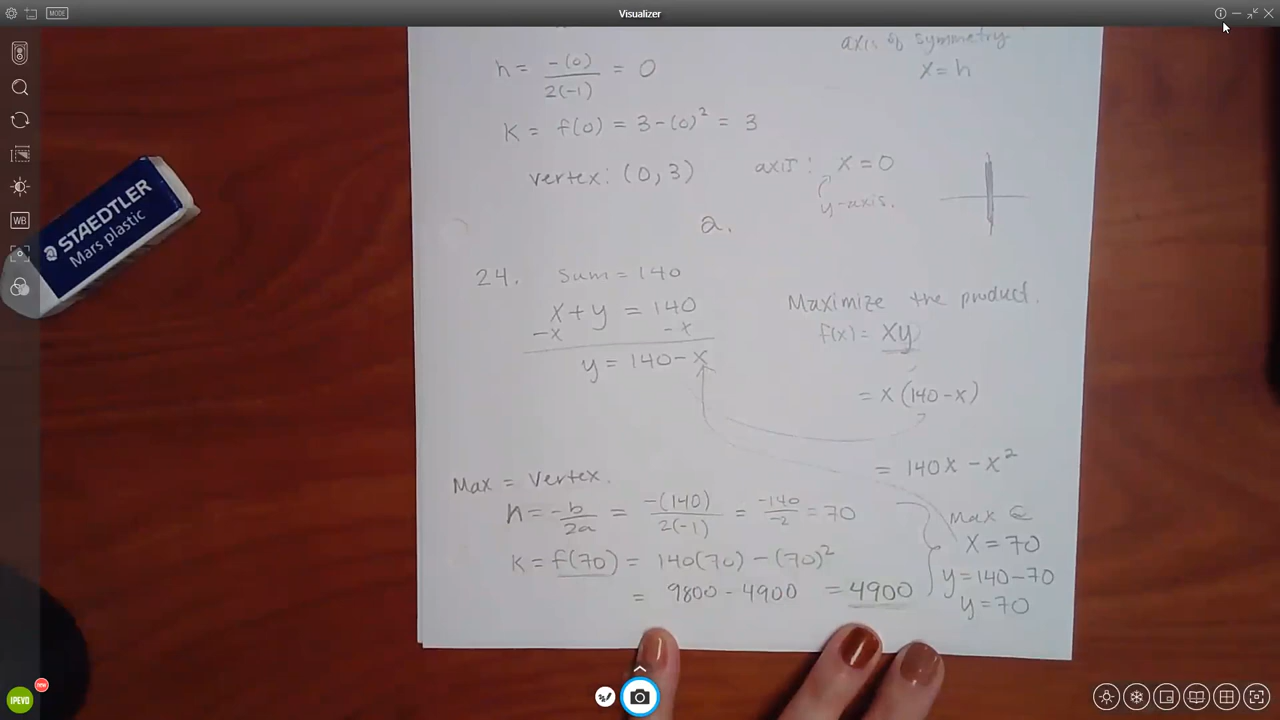 MODE
Visualizer
axis of symmetry
h = -(0) / 2(-1) = 0
x = h
K = f(0) = 3-(0)² = 3
vertex: (0, 3)
axis: x = 0
y-axis.
a.
STAEDTLER
Mars plastic
WB
24. Sum = 140
x + y = 140
-x -x
y = 140 - x
Maximize the product.
f(x) = xy
= x(140-x)
= 140x - x²
Max = Vertex.
h = -b / 2a = -(140) / 2(-1) = -140 / -2 = 70
K = f(70) = 140(70) - (70)²
= 9800 - 4900 = 4900
Max @
x = 70
y = 140-70
y = 70
IPEVO
new